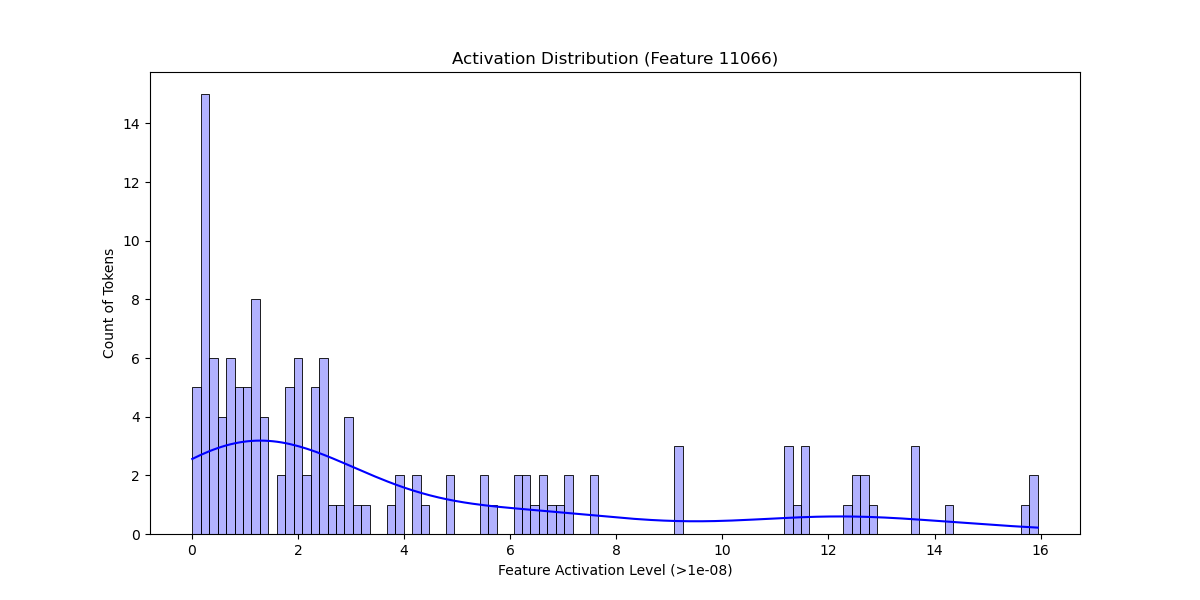 Activation Distribution (Feature 11066)
Count of Tokens
14
12
10
8
6
4
2
0
0 2 4 6 8 10 12 14 16
Feature Activation Level (>1e-08)